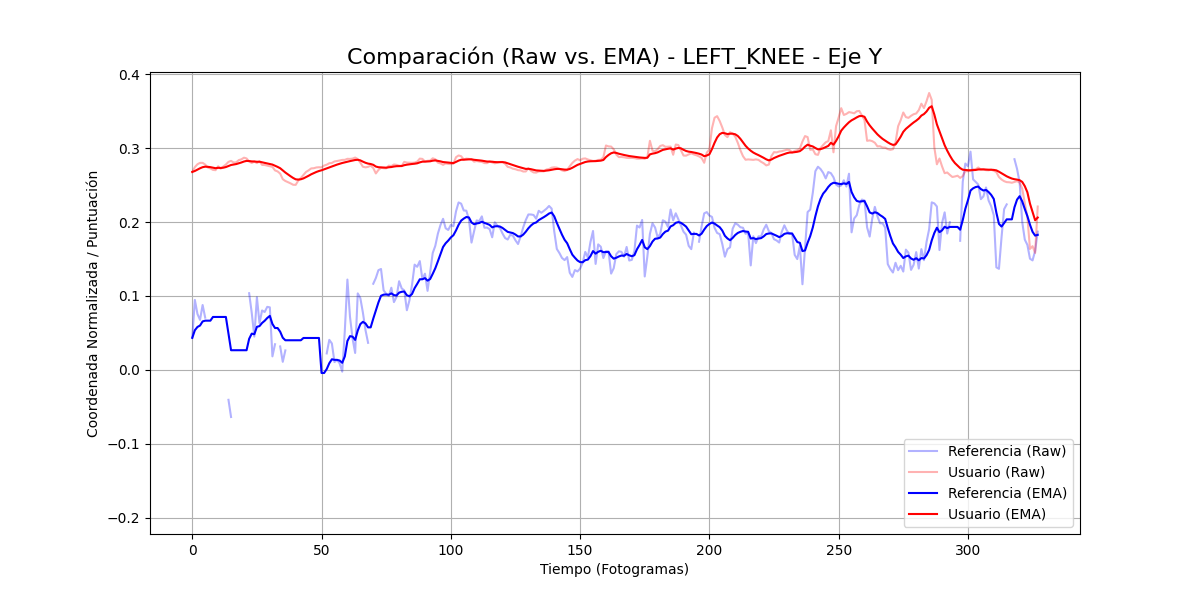 Comparación (Raw vs. EMA) - LEFT_KNEE - Eje Y
0.4
0.3
0.2
0.1
0.0
−0.1
−0.2
Coordenada Normalizada / Puntuación
0 50 100 150 200 250 300
Tiempo (Fotogramas)
Referencia (Raw)
Usuario (Raw)
Referencia (EMA)
Usuario (EMA)